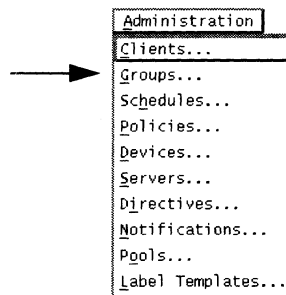 Administration
Clients...
Groups...
Schedules...
Policies...
Devices...
Servers...
Directives...
Notifications...
Pools...
Label Templates...